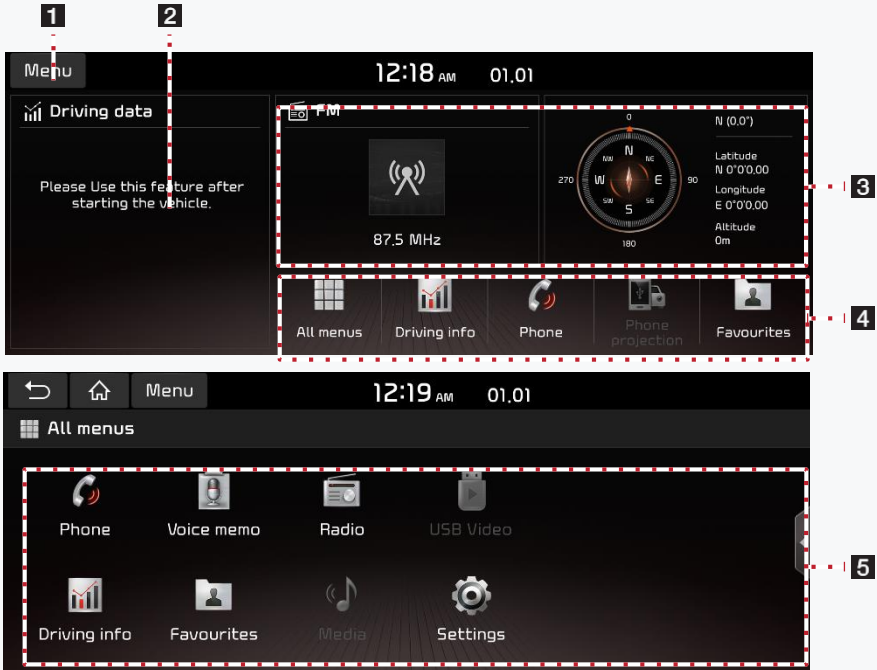 1 2
Menu 12:18 AM 01.01
Driving data
Please Use this feature after
starting the vehicle.
FM
87.5 MHz
0
90
180
270
N
NE
E
SE
S
SW
W
NW
N (0,0°)
Latitude
N 0°0'0,00
Longitude
E 0°0'0,00
Altitude
0m
3
All menus Driving info Phone Phone
projection Favourites
4
Menu 12:19 AM 01.01
All menus
Phone Voice memo Radio USB Video
Driving info Favourites Media Settings
5